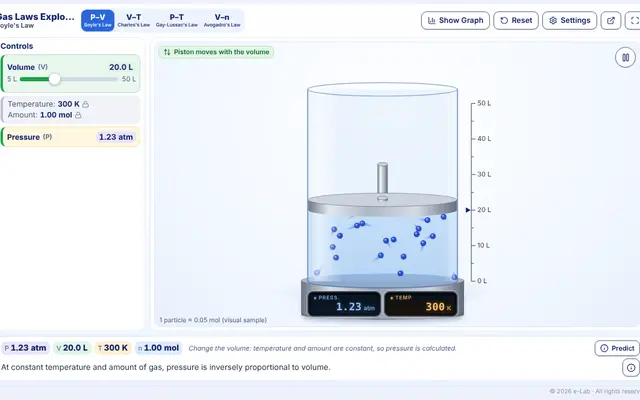 Gas Laws Explo...
Boyle's Law
P–V
Boyle's Law
V–T
Charles's Law
P–T
Gay-Lussac's Law
V–n
Avogadro's Law
Show Graph
Reset
Settings
Controls
Volume (V) 20.0 L
5 L 50 L
Temperature: 300 K
Amount: 1.00 mol
Pressure (P) 1.23 atm
Piston moves with the volume
50 L
40 L
30 L
20 L
10 L
0 L
PRESS.
1.23 atm
TEMP
300 K
1 particle = 0.05 mol (visual sample)
P 1.23 atm V 20.0 L T 300 K n 1.00 mol Change the volume: temperature and amount are constant, so pressure is calculated.
Predict
At constant temperature and amount of gas, pressure is inversely proportional to volume.
© 2026 e-Lab · All rights reserv